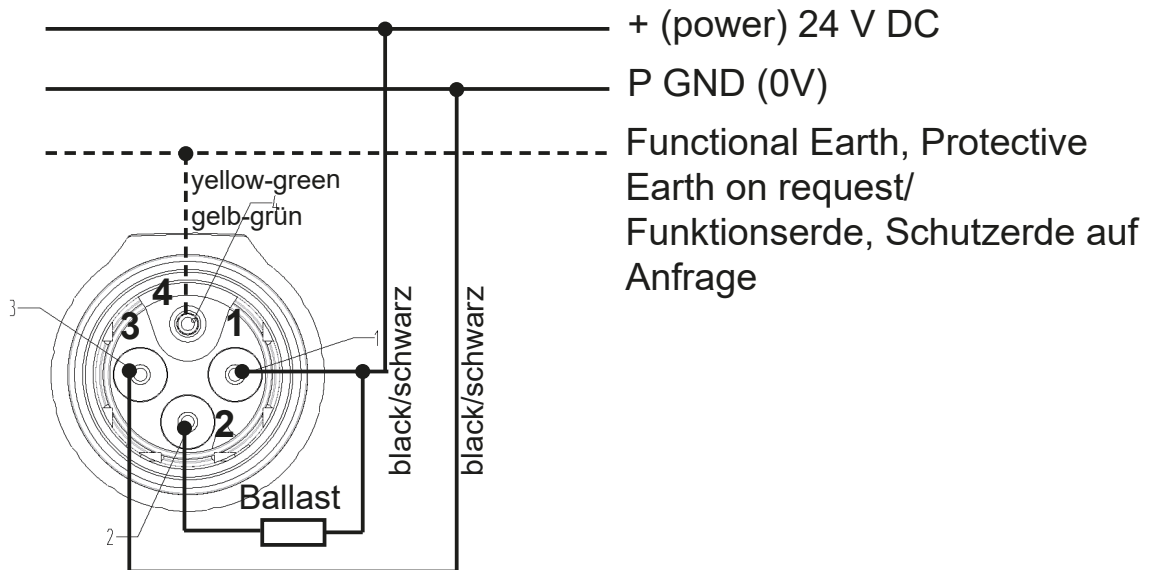 + (power) 24 V DC
P GND (0V)
Functional Earth, Protective
Earth on request/
Funktionserde, Schutzerde auf
Anfrage
yellow-green
gelb-grün
4
4
3
3
1
1
2
2
black/schwarz
black/schwarz
Ballast